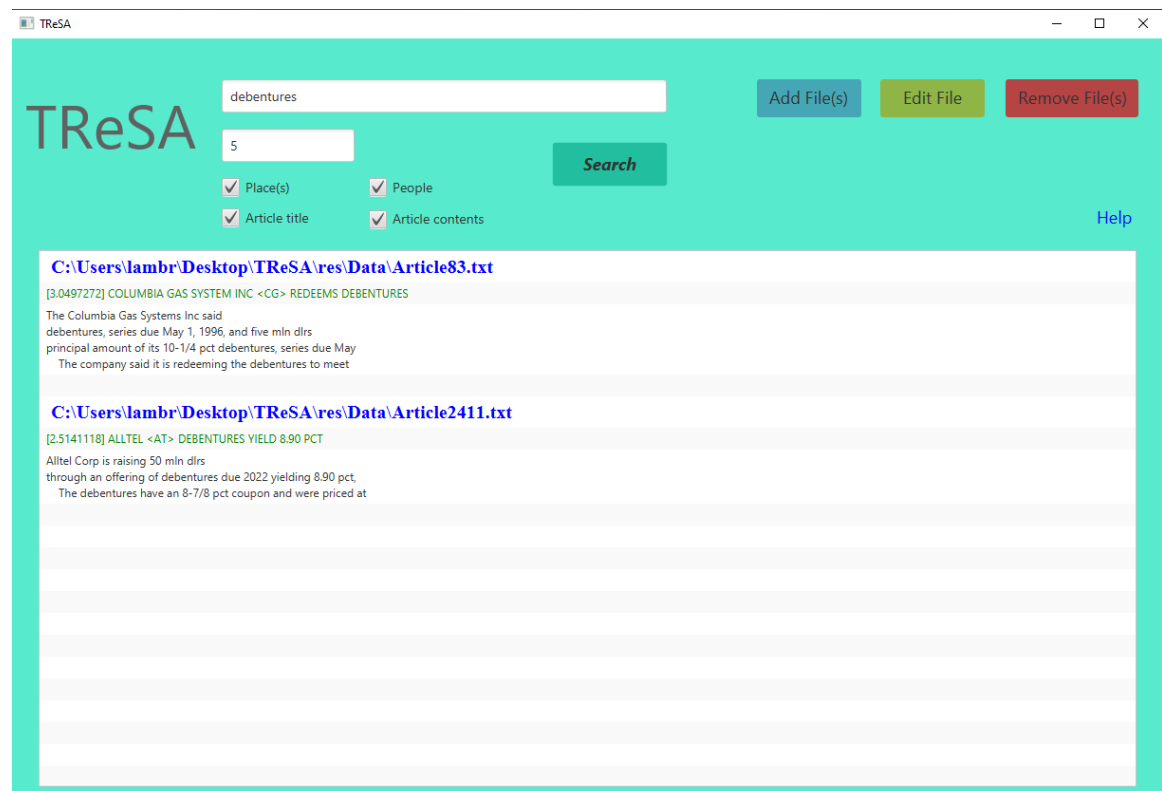 TReSA
debentures
Add File(s)
Edit File
Remove File(s)
TReSA
5
Search
Place(s)
People
Article title
Article contents
Help
C:\Users\lambr\Desktop\TReSA\res\Data\Article83.txt
[3.0497272] COLUMBIA GAS SYSTEM INC <CG> REDEEMS DEBENTURES
The Columbia Gas Systems Inc said
debentures, series due May 1, 1996, and five mln dlrs
principal amount of its 10-1/4 pct debentures, series due May
The company said it is redeeming the debentures to meet
C:\Users\lambr\Desktop\TReSA\res\Data\Article2411.txt
[2.5141118] ALLTEL <AT> DEBENTURES YIELD 8.90 PCT
Alltel Corp is raising 50 mln dlrs
through an offering of debentures due 2022 yielding 8.90 pct,
The debentures have an 8-7/8 pct coupon and were priced at